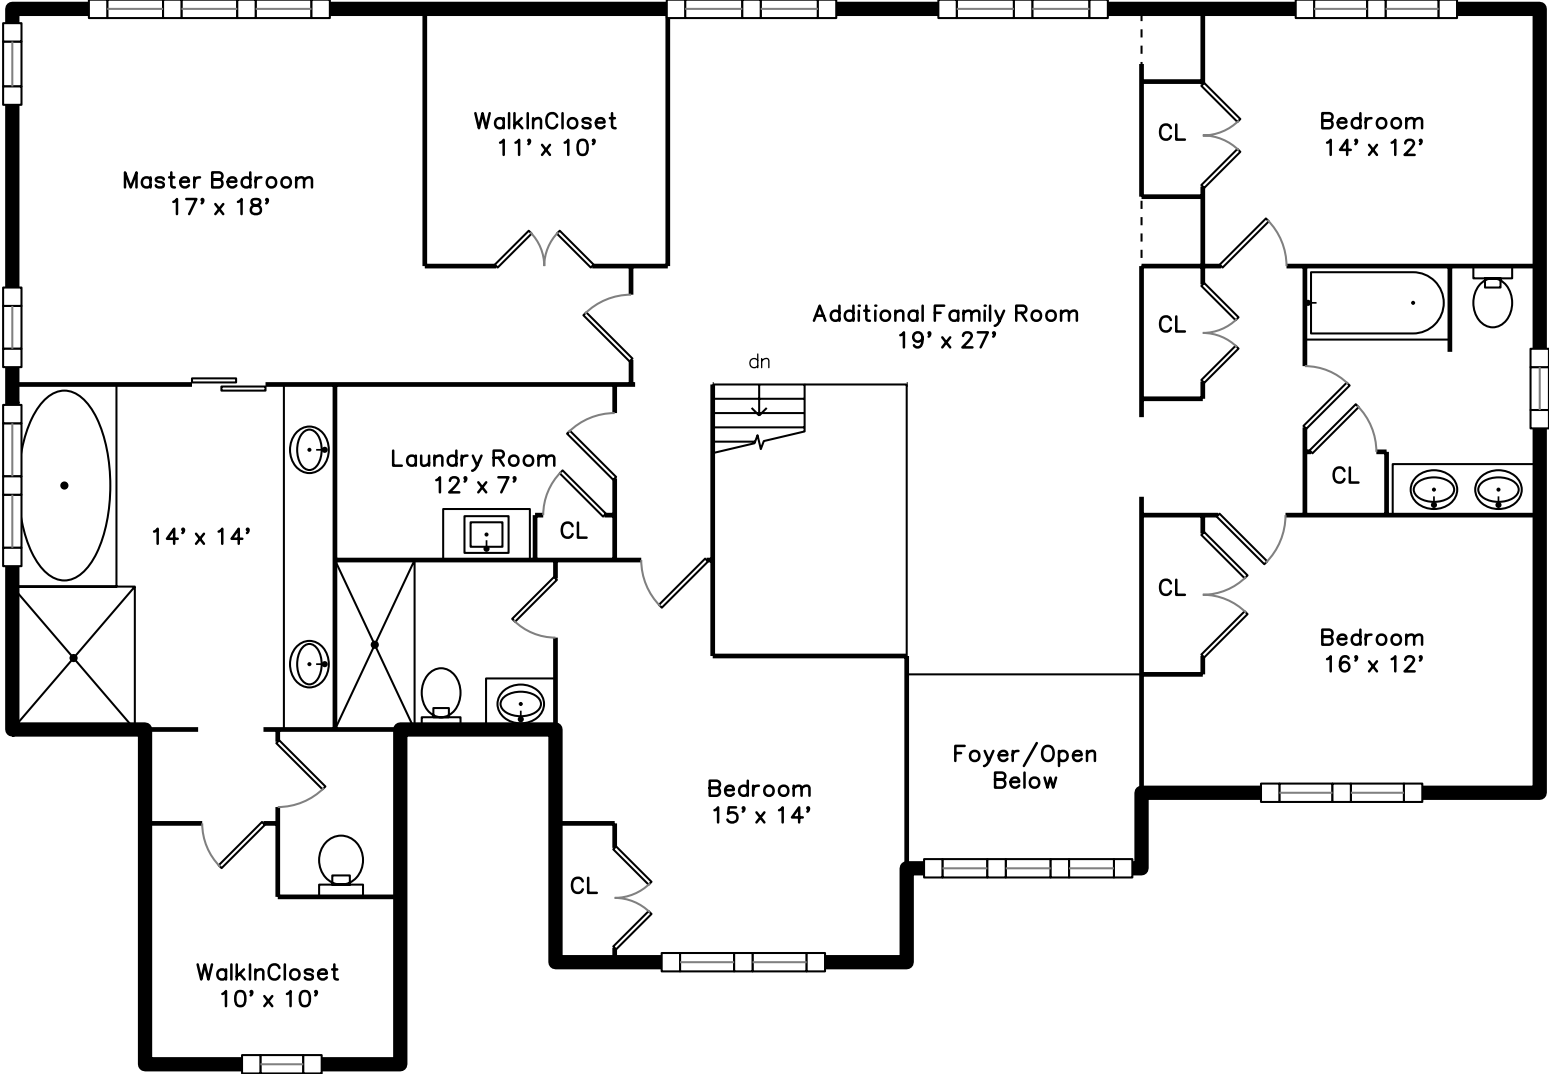 WalkInCloset
11' x 10'
CL
Bedroom
14' x 12'
Master Bedroom
17' x 18'
Additional Family Room
19' x 27'
CL
dn
Laundry Room
12' x 7'
CL
CL
14' x 14'
CL
Bedroom
16' x 12'
Foyer/Open
Below
Bedroom
15' x 14'
CL
WalkInCloset
10' x 10'